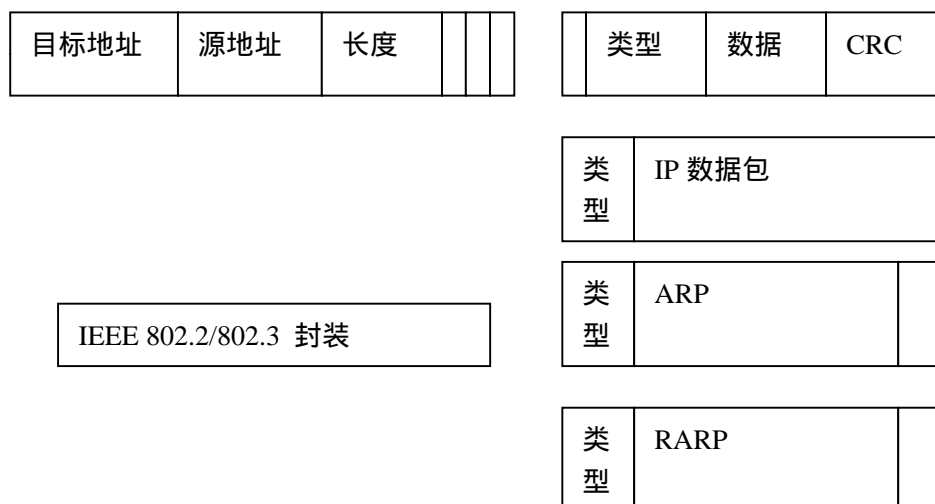 目标地址 源地址 长度 类型 数据 CRC
类
型
IP 数据包
类
型
ARP
IEEE 802.2/802.3 封装
类
型
RARP